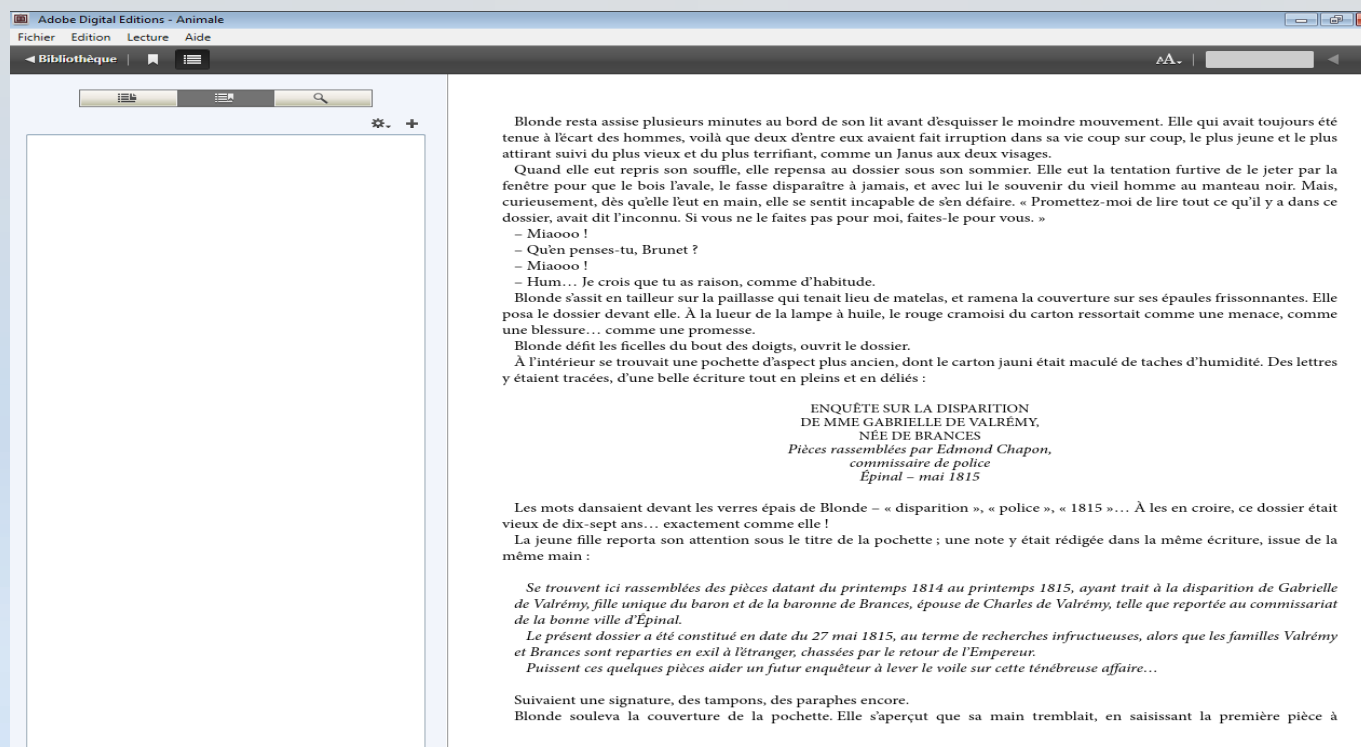 Adobe Digital Editions - Animale
Fichier Edition Lecture Aide
Bibliothèque
AA
Blonde resta assise plusieurs minutes au bord de son lit avant d'esquisser le moindre mouvement. Elle qui avait toujours été
tenue à l'écart des hommes, voilà que deux d'entre eux avaient fait irruption dans sa vie coup sur coup, le plus jeune et le plus
attirant suivi du plus vieux et du plus terrifiant, comme un Janus aux deux visages.
Quand elle eut repris son souffle, elle repensa au dossier sous son sommier. Elle eut la tentation furtive de le jeter par la
fenêtre pour que le bois l'avale, le fasse disparaître à jamais, et avec lui le souvenir du vieil homme au manteau noir. Mais,
curieusement, dès qu'elle l'eut en main, elle se sentit incapable de s'en défaire. « Promettez-moi de lire tout ce qu'il y a dans ce
dossier, avait dit l'inconnu. Si vous ne le faites pas pour moi, faites-le pour vous. »
– Miaooo !
– Qu'en penses-tu, Brunet ?
– Miaooo !
– Hum… Je crois que tu as raison, comme d'habitude.
Blonde s'assit en tailleur sur la paillasse qui tenait lieu de matelas, et ramena la couverture sur ses épaules frissonnantes. Elle
posa le dossier devant elle. À la lueur de la lampe à huile, le rouge cramoisi du carton ressortait comme une menace, comme
une blessure… comme une promesse.
Blonde défit les ficelles du bout des doigts, ouvrit le dossier.
À l'intérieur se trouvait une pochette d'aspect plus ancien, dont le carton jauni était maculé de taches d'humidité. Des lettres
y étaient tracées, d'une belle écriture tout en pleins et en déliés :
ENQUÊTE SUR LA DISPARITION
DE MME GABRIELLE DE VALRÉMY,
NÉE DE BRANCES
Pièces rassemblées par Edmond Chapon,
commissaire de police
Épinal – mai 1815
Les mots dansaient devant les verres épais de Blonde – « disparition », « police », « 1815 »… À les en croire, ce dossier était
vieux de dix-sept ans… exactement comme elle !
La jeune fille reporta son attention sous le titre de la pochette ; une note y était rédigée dans la même écriture, issue de la
même main :
Se trouvent ici rassemblées des pièces datant du printemps 1814 au printemps 1815, ayant trait à la disparition de Gabrielle
de Valrémy, fille unique du baron et de la baronne de Brances, épouse de Charles de Valrémy, telle que reportée au commissariat
de la bonne ville d'Épinal.
Le présent dossier a été constitué en date du 27 mai 1815, au terme de recherches infructueuses, alors que les familles Valrémy
et Brances sont reparties en exil à l'étranger, chassées par le retour de l'Empereur.
Puissent ces quelques pièces aider un futur enquêteur à lever le voile sur cette ténébreuse affaire…
Suivaient une signature, des tampons, des paraphes encore.
Blonde souleva la couverture de la pochette. Elle s'aperçut que sa main tremblait, en saisissant la première pièce à